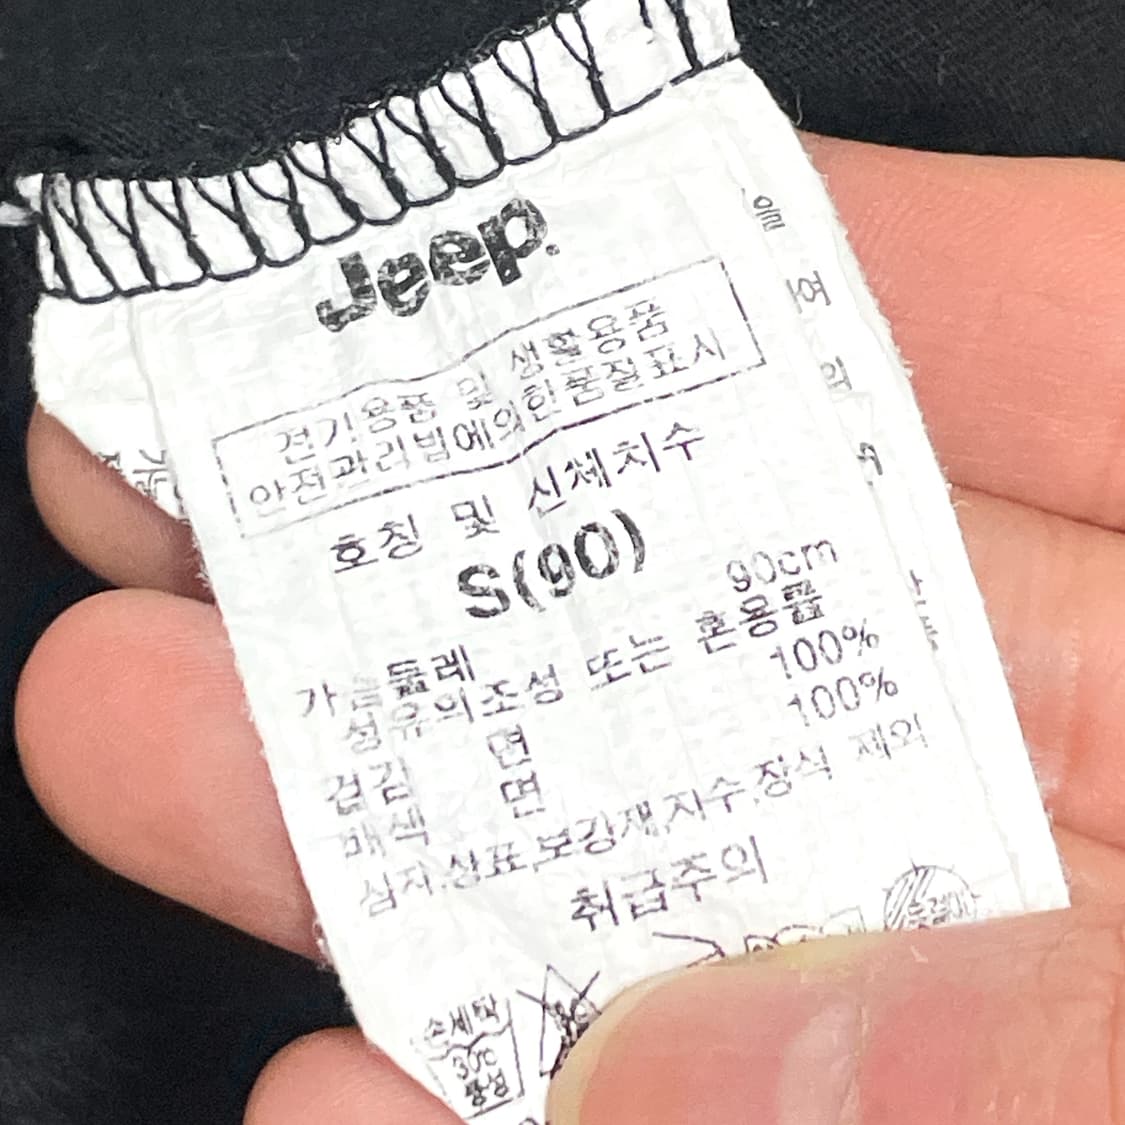 Jeep.
전기용품 및 생활용품
안전관리법에의한품질표시
호칭 및 신체치수
S(90)
가슴둘레 90cm
섬유의조성 또는 혼용률
겉감 면 100%
배색 면 100%
심지,상표,보강재,자수,장식 제외
취급주의
손세탁
30℃
중성